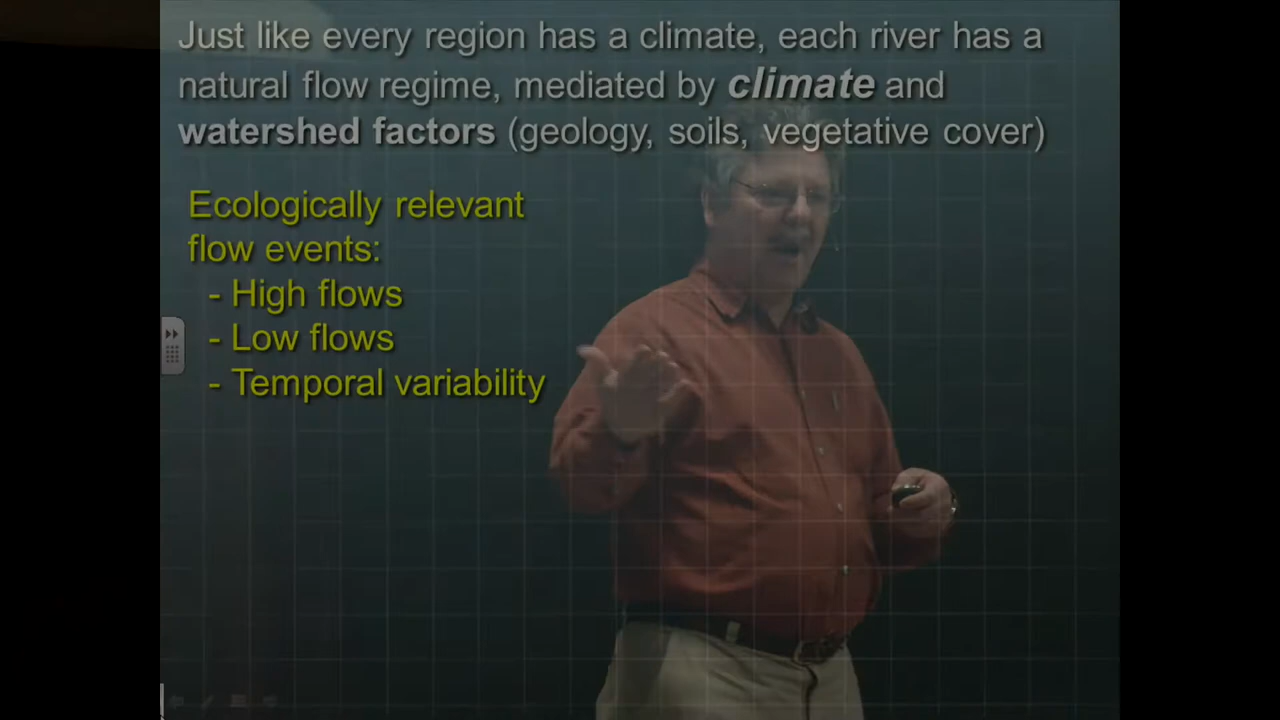 Just like every region has a climate, each river has a
natural flow regime, mediated by climate and
watershed factors (geology, soils, vegetative cover)
Ecologically relevant
flow events:
- High flows
- Low flows
- Temporal variability